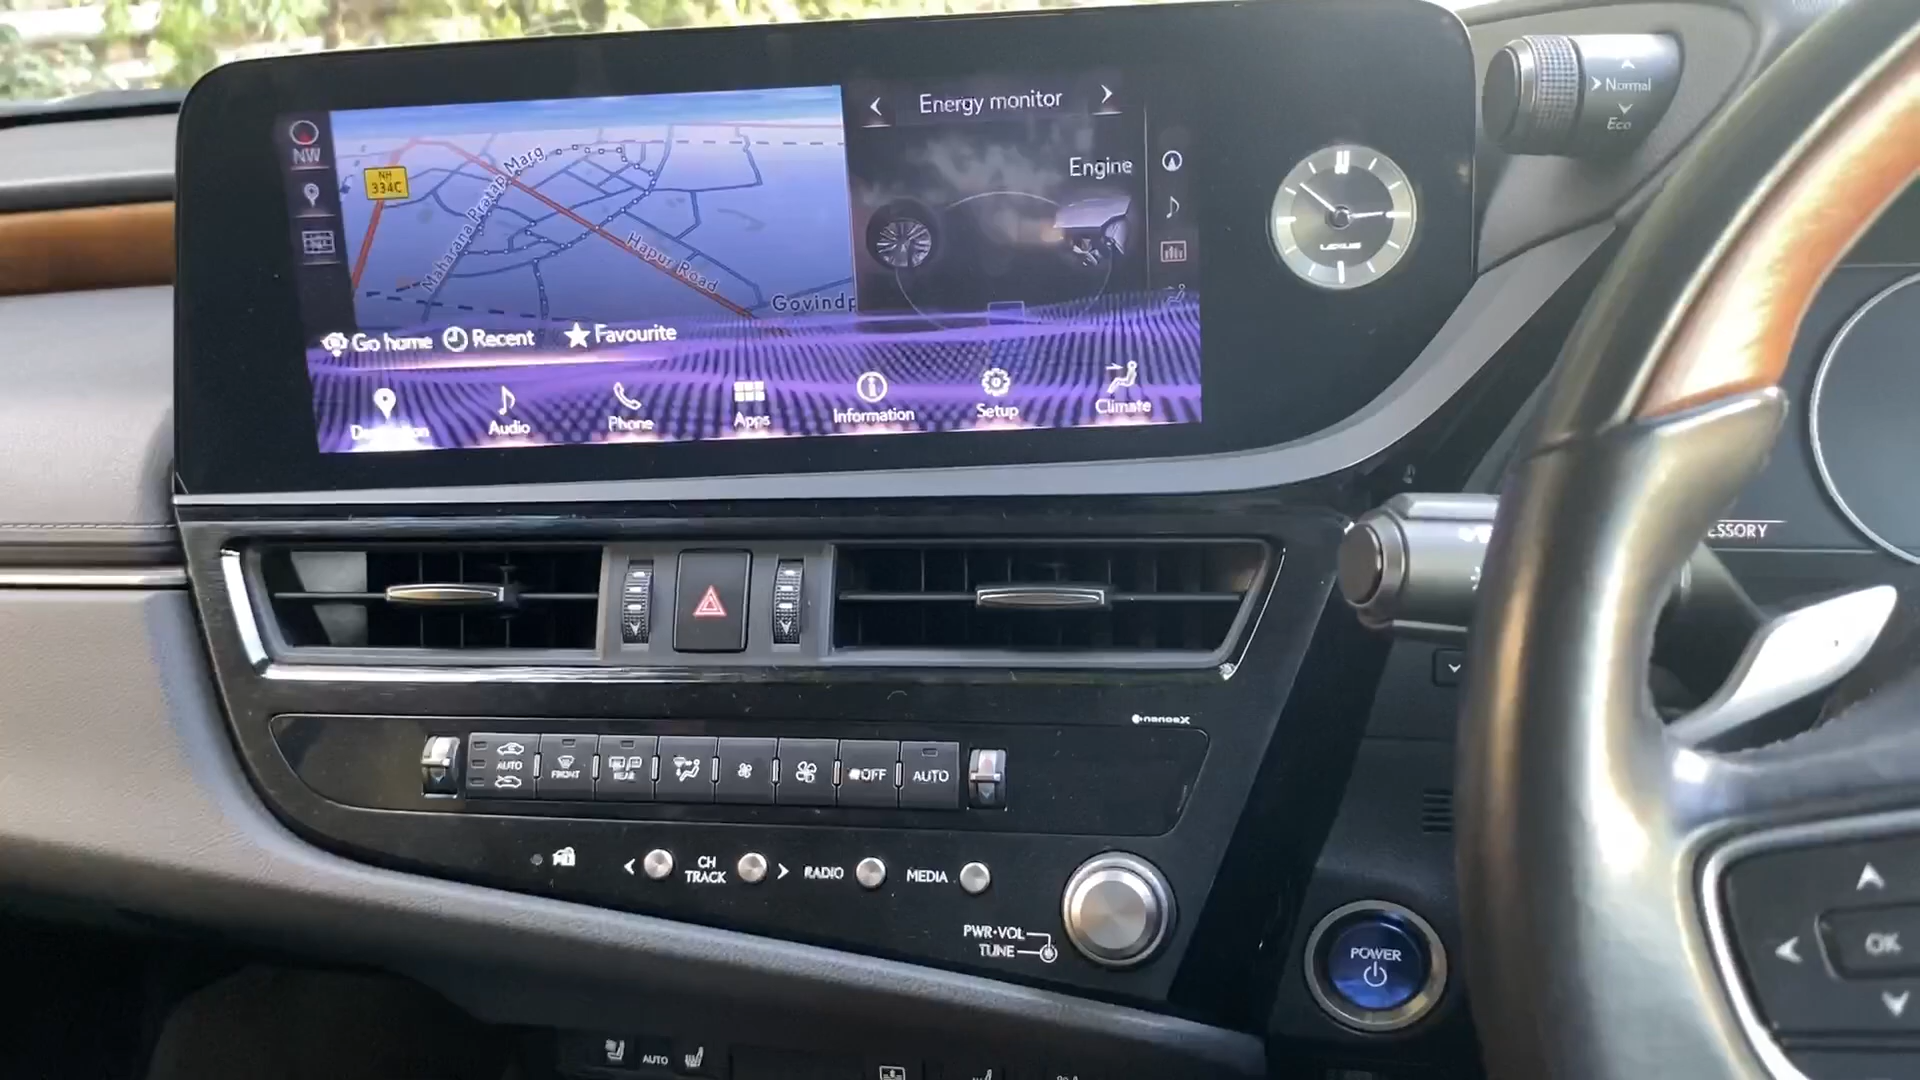 NW
NH
334C
Maharana Pratap Marg
Hapur Road
Govindp
Energy monitor
Engine
Go home
Recent
Favourite
Destination
Audio
Phone
Apps
Information
Setup
Climate
LEXUS
Normal
Eco
ESSORY
nanoeX
AUTO
FRONT
REAR
OFF
AUTO
CH
TRACK
RADIO
MEDIA
PWR·VOL
TUNE
POWER
OK
AUTO